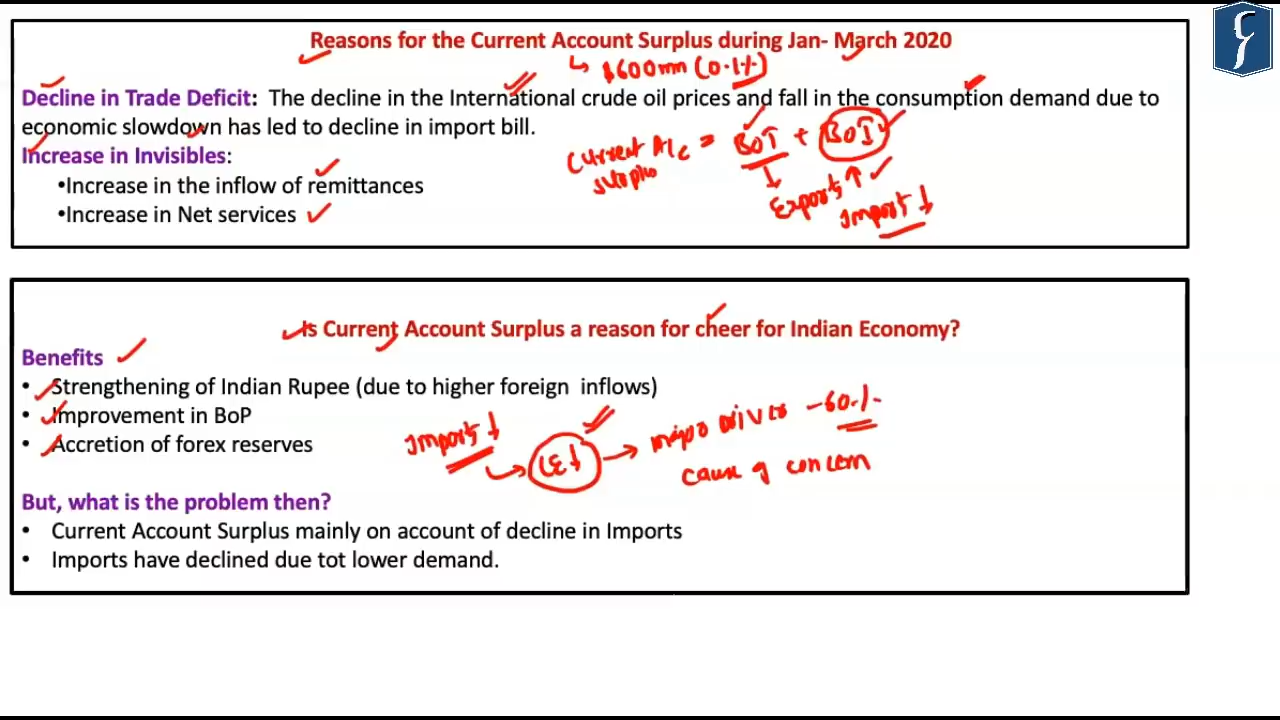 Reasons for the Current Account Surplus during Jan- March 2020
↳ $600mn (0.1%)
Decline in Trade Deficit: The decline in the International crude oil prices and fall in the consumption demand due to
economic slowdown has led to decline in import bill.
Current A/c = BOT + BOI
Surplus
Increase in Invisibles:
•Increase in the inflow of remittances
•Increase in Net services
Exports ↑
Import ↓
Is Current Account Surplus a reason for cheer for Indian Economy?
Benefits
• Strengthening of Indian Rupee (due to higher foreign inflows)
• Improvement in BoP
• Accretion of forex reserves
Imports ↓
CE↓ → major driver -60%
cause of concern
But, what is the problem then?
• Current Account Surplus mainly on account of decline in Imports
• Imports have declined due tot lower demand.